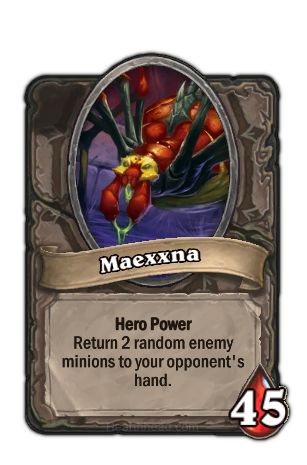 Maexxna
Hero Power
Return 2 random enemy
minions to your opponent's
hand.
45